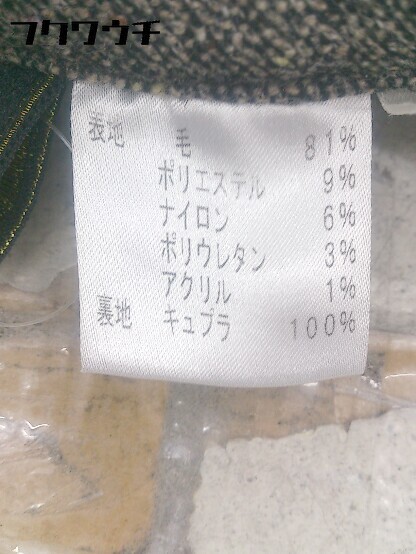 フクワウチ
表地 毛 81%
ポリエステル 9%
ナイロン 6%
ポリウレタン 3%
アクリル 1%
裏地 キュプラ 100%